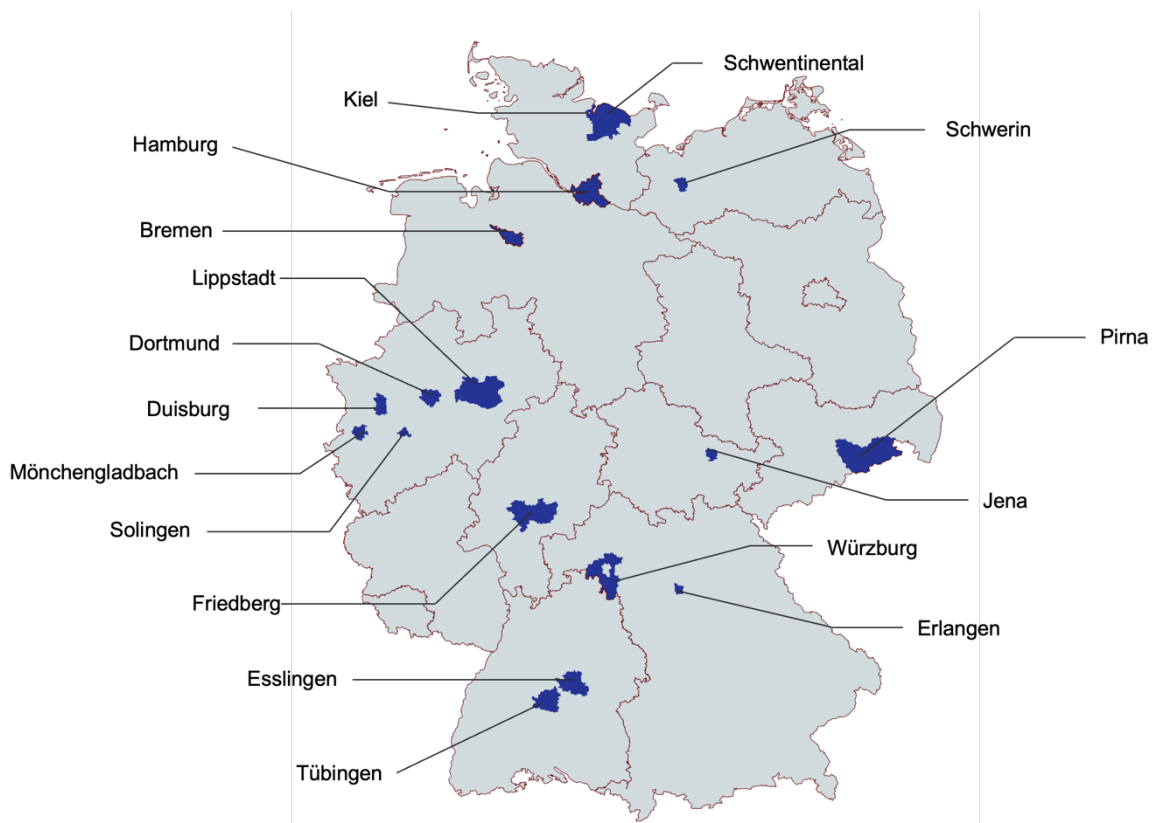 Schwentinental
Kiel
Schwerin
Hamburg
Bremen
Lippstadt
Pirna
Dortmund
Duisburg
Mönchengladbach
Jena
Solingen
Würzburg
Friedberg
Erlangen
Esslingen
Tübingen